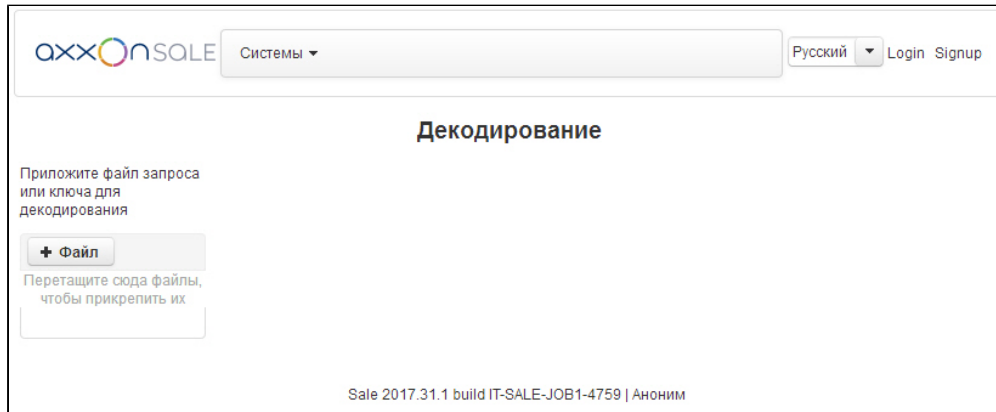 axxonSALE
Системы
Русский
Login Signup
Декодирование
Приложите файл запроса
или ключа для
декодирования
+ Файл
Перетащите сюда файлы,
чтобы прикрепить их
Sale 2017.31.1 build IT-SALE-JOB1-4759 | Аноним